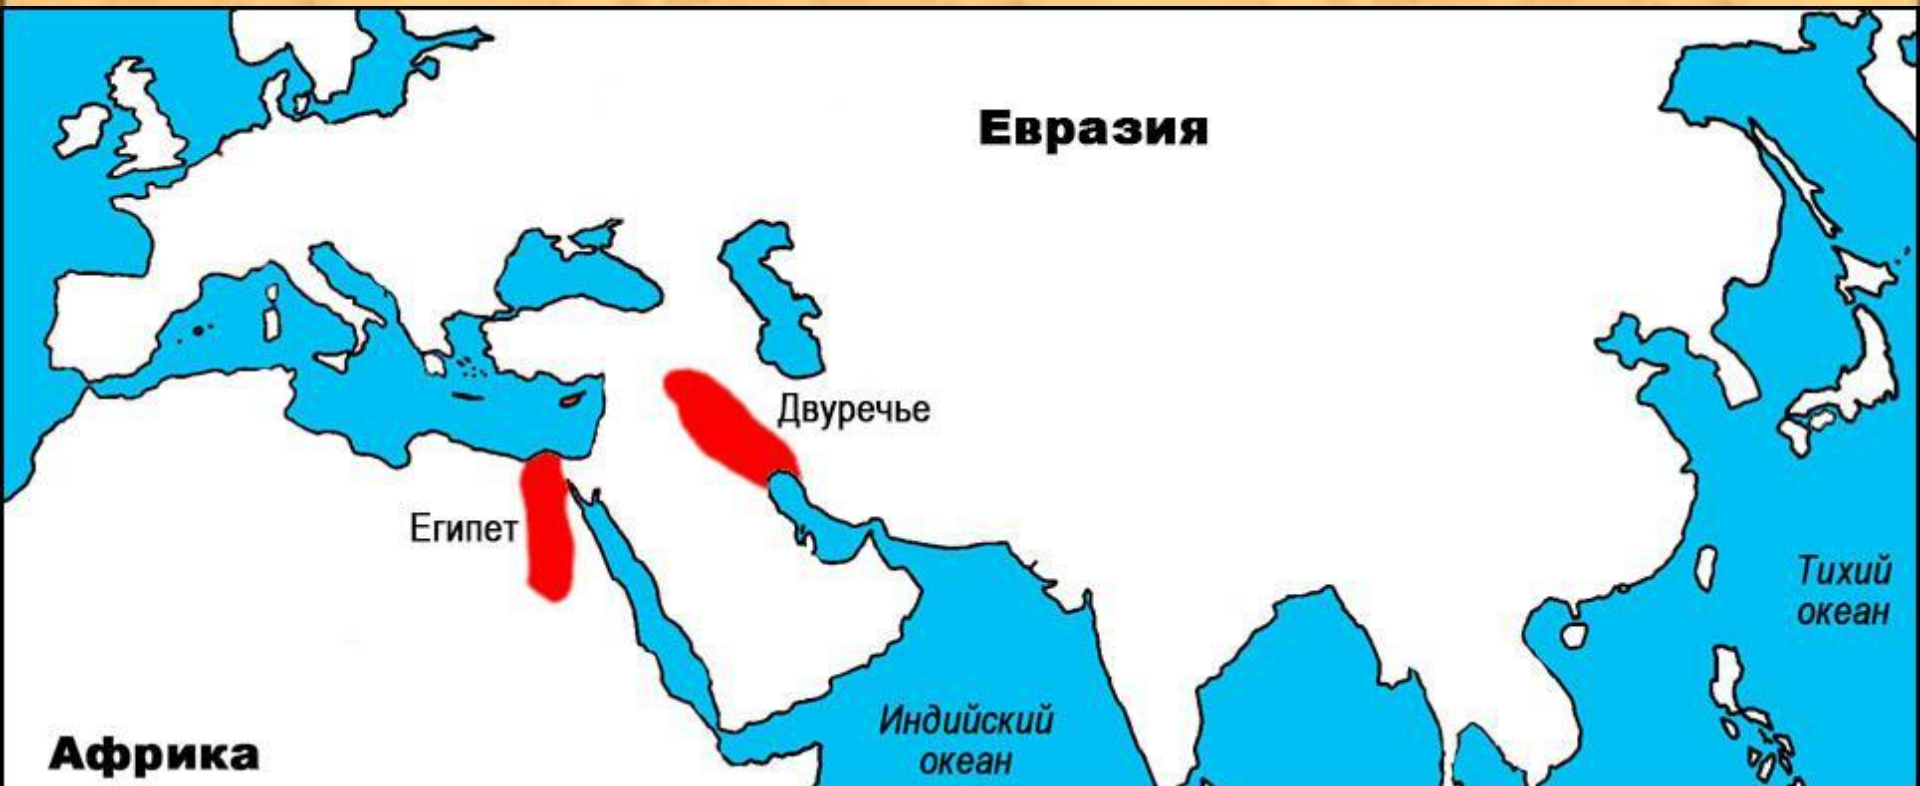 Евразия
Двуречье
Египет
Тихий
океан
Индийский
океан
Африка